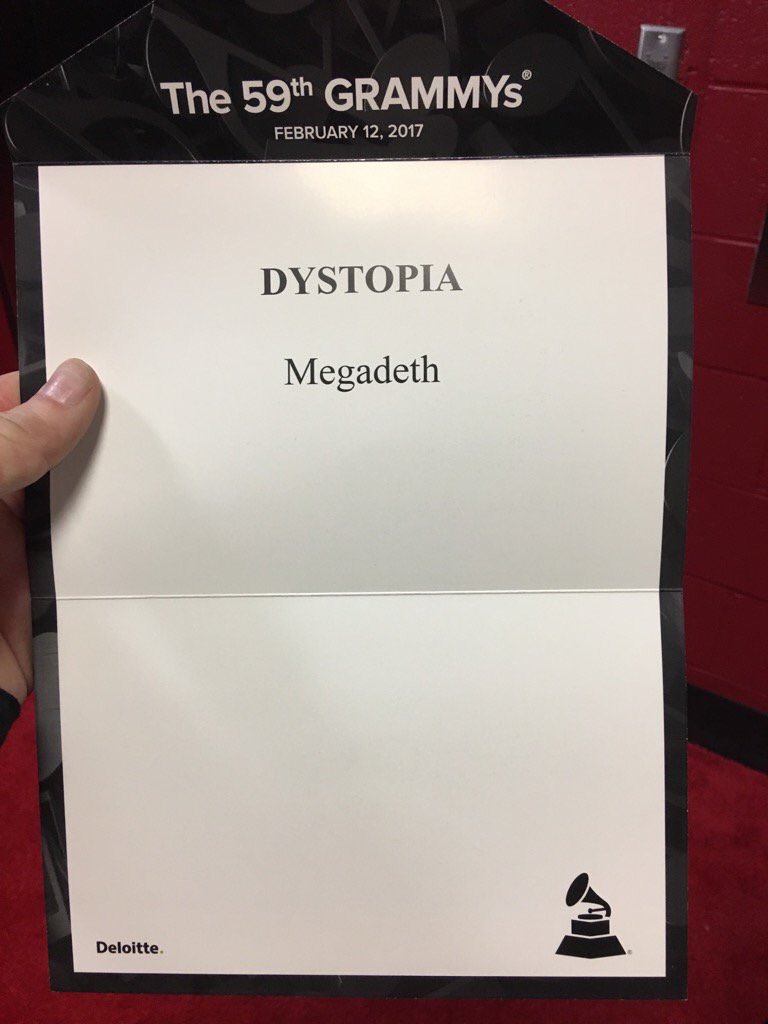 The 59th GRAMMYs®
FEBRUARY 12, 2017
DYSTOPIA
Megadeth
Deloitte.
®